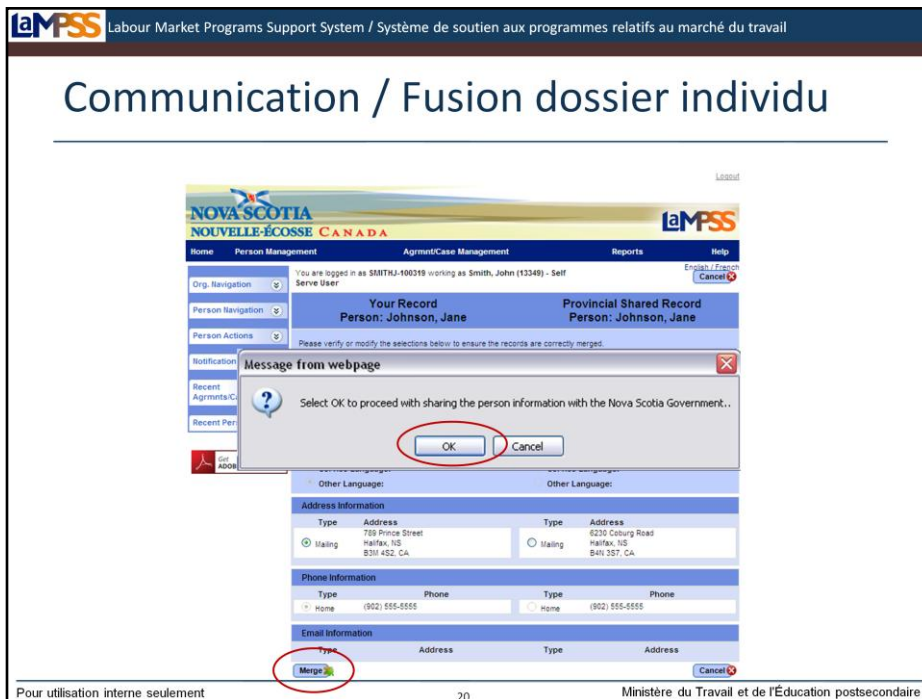 LaMPSS Labour Market Programs Support System / Système de soutien aux programmes relatifs au marché du travail
Communication / Fusion dossier individu
Logout
NOVA SCOTIA
NOUVELLE-ÉCOSSE CANADA
LaMPSS
Home Person Management Agrmnt/Case Management Reports Help
English / French
Cancel
You are logged in as SMITHJ-100319 working as Smith, John (13349) - Self
Serve User
Org. Navigation
Person Navigation
Person Actions
Notification
Recent
Agrmnts/C
Recent Per
Get
ADOB
Your Record Provincial Shared Record
Person: Johnson, Jane Person: Johnson, Jane
Please verify or modify the selections below to ensure the records are correctly merged.
Message from webpage
Select OK to proceed with sharing the person information with the Nova Scotia Government..
OK Cancel
Other Language: Other Language:
Address Information
Type Address Type Address
Mailing 789 Prince Street Mailing 6230 Coburg Road
Halifax, NS Halifax, NS
B3M 4S2, CA B4N 3S7, CA
Phone Information
Type Phone Type Phone
Home (902) 555-5555 Home (902) 555-5555
Email Information
Type Address Type Address
Merge Cancel
Pour utilisation interne seulement 20 Ministère du Travail et de l'Éducation postsecondaire